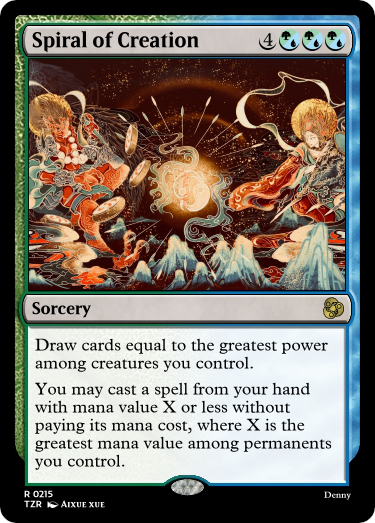 Spiral of Creation 4
Sorcery
Draw cards equal to the greatest power
among creatures you control.
You may cast a spell from your hand
with mana value X or less without
paying its mana cost, where X is the
greatest mana value among permanents
you control.
R 0215
TZR AIXUE XUE
Denny